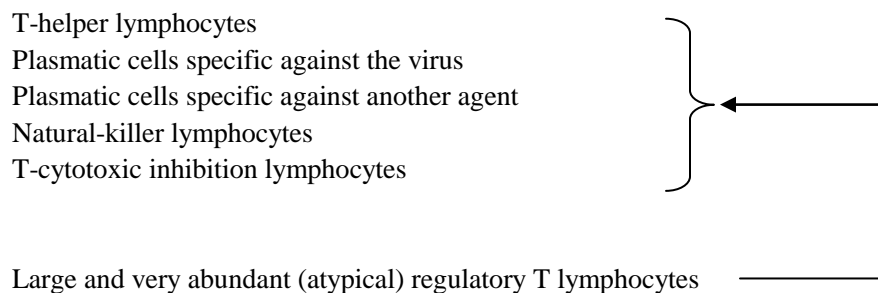 T-helper lymphocytes
Plasmatic cells specific against the virus
Plasmatic cells specific against another agent
Natural-killer lymphocytes
T-cytotoxic inhibition lymphocytes
Large and very abundant (atypical) regulatory T lymphocytes